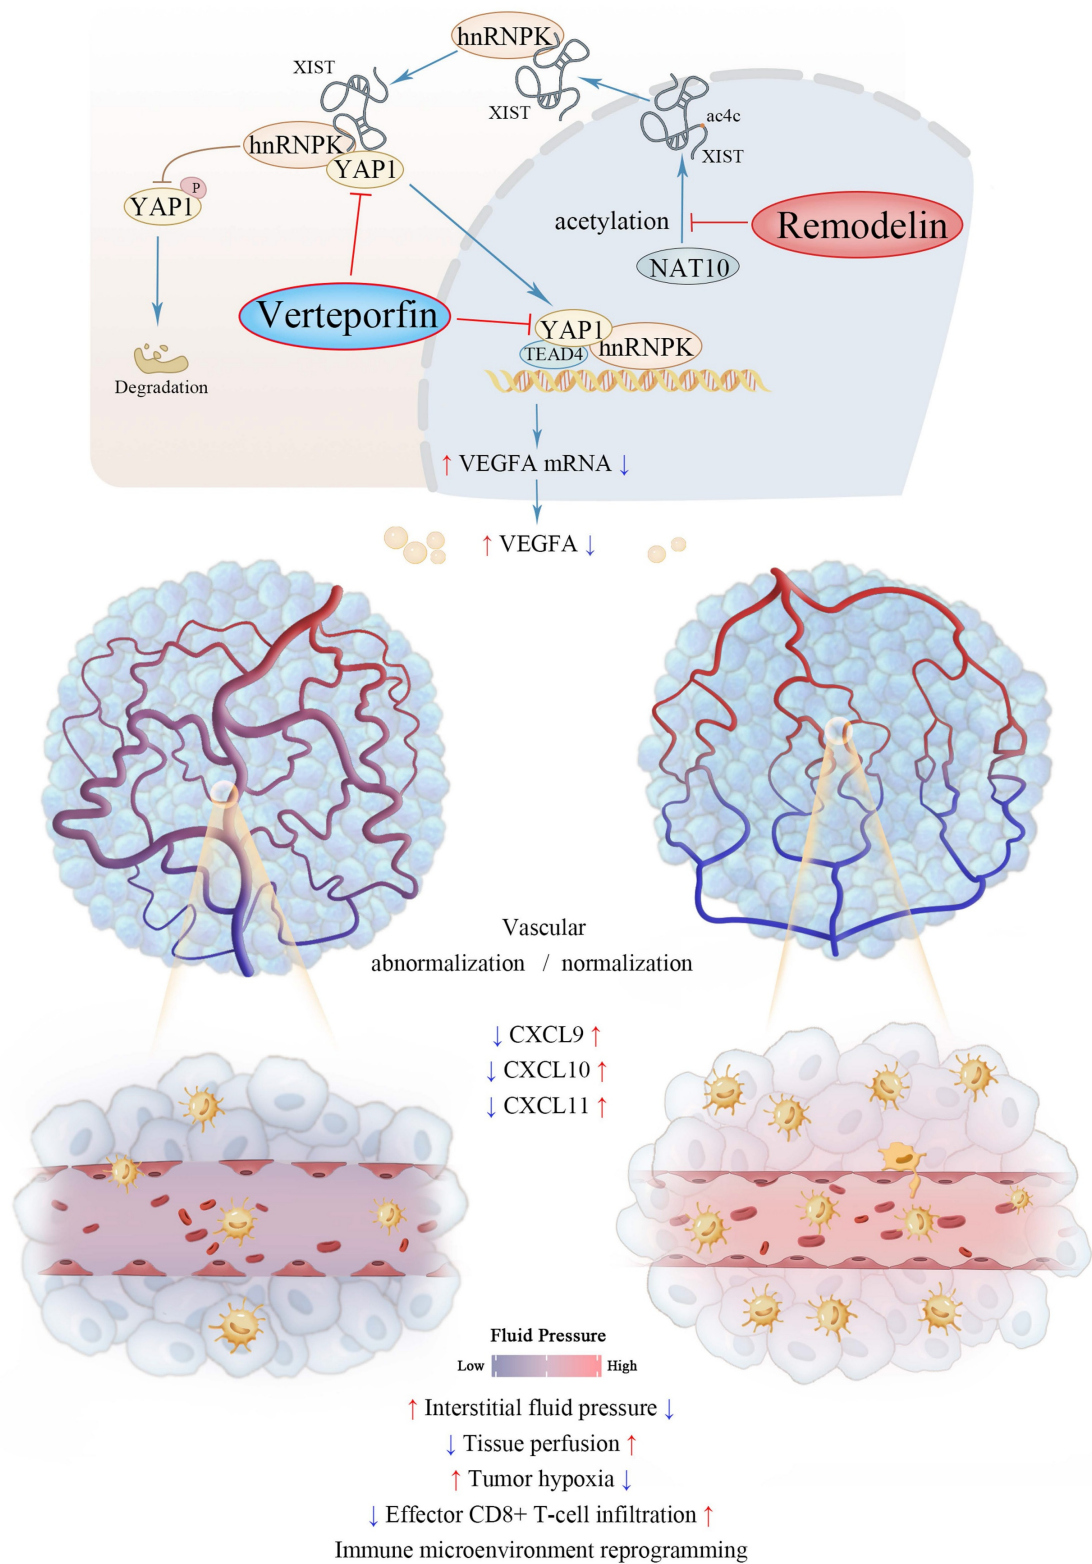 hnRNPK
XIST
XIST
ac4c
XIST
hnRNPK
YAP1
P
YAP1
acetylation
Remodelin
NAT10
Verteporfin
YAP1
hnRNPK
TEAD4
Degradation
↑ VEGFA mRNA ↓
↑ VEGFA ↓
Vascular
abnormalization / normalization
↓ CXCL9 ↑
↓ CXCL10 ↑
↓ CXCL11 ↑
Fluid Pressure
Low High
↑ Interstitial fluid pressure ↓
↓ Tissue perfusion ↑
↑ Tumor hypoxia ↓
↓ Effector CD8+ T-cell infiltration ↑
Immune microenvironment reprogramming